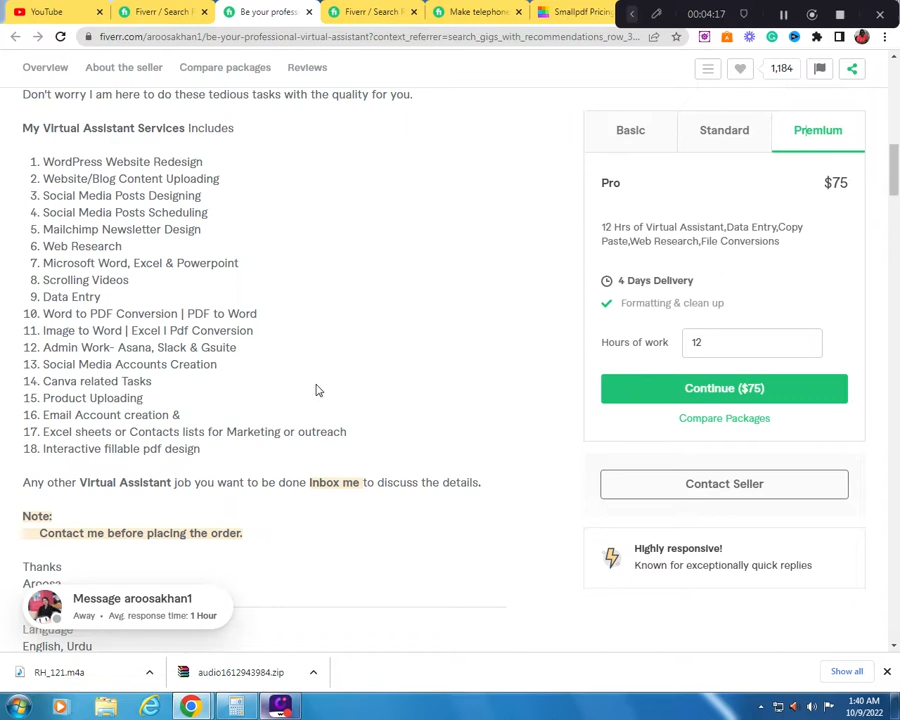 YouTube
Fiverr / Search R
Be your profess
Fiverr / Search R
Make telephon
Smallpdf Pricing
00:04:17
fiverr.com/aroosakhan1/be-your-professional-virtual-assistant?context_referrer=search_gigs_with_recommendations_row_3...
Overview
About the seller
Compare packages
Reviews
1,184
Don't worry I am here to do these tedious tasks with the quality for you.
My Virtual Assistant Services Includes
1. WordPress Website Redesign
2. Website/Blog Content Uploading
3. Social Media Posts Designing
4. Social Media Posts Scheduling
5. Mailchimp Newsletter Design
6. Web Research
7. Microsoft Word, Excel & Powerpoint
8. Scrolling Videos
9. Data Entry
10. Word to PDF Conversion | PDF to Word
11. Image to Word | Excel l Pdf Conversion
12. Admin Work- Asana, Slack & Gsuite
13. Social Media Accounts Creation
14. Canva related Tasks
15. Product Uploading
16. Email Account creation &
17. Excel sheets or Contacts lists for Marketing or outreach
18. Interactive fillable pdf design
Any other Virtual Assistant job you want to be done Inbox me to discuss the details.
Note:
Contact me before placing the order.
Thanks
Aroosa
Language
English, Urdu
Message aroosakhan1
Away • Avg. response time: 1 Hour
Basic
Standard
Premium
Pro
$75
12 Hrs of Virtual Assistant,Data Entry,Copy
Paste,Web Research,File Conversions
4 Days Delivery
Formatting & clean up
Hours of work
12
Continue ($75)
Compare Packages
Contact Seller
Highly responsive!
Known for exceptionally quick replies
RH_121.m4a
audio1612943984.zip
Show all
1:40 AM
10/9/2022